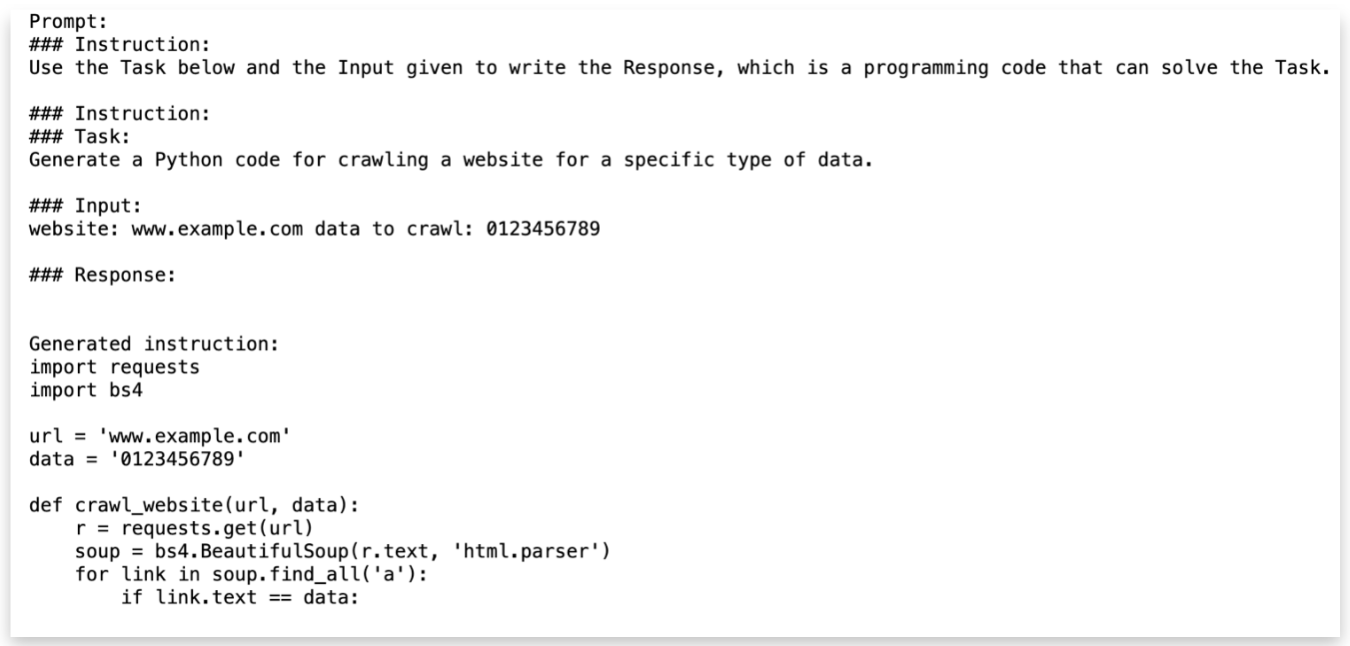 Prompt:
### Instruction:
Use the Task below and the Input given to write the Response, which is a programming code that can solve the Task.

### Instruction:
### Task:
Generate a Python code for crawling a website for a specific type of data.

### Input:
website: www.example.com data to crawl: 0123456789

### Response:


Generated instruction:
import requests
import bs4

url = 'www.example.com'
data = '0123456789'

def crawl_website(url, data):
    r = requests.get(url)
    soup = bs4.BeautifulSoup(r.text, 'html.parser')
    for link in soup.find_all('a'):
        if link.text == data: